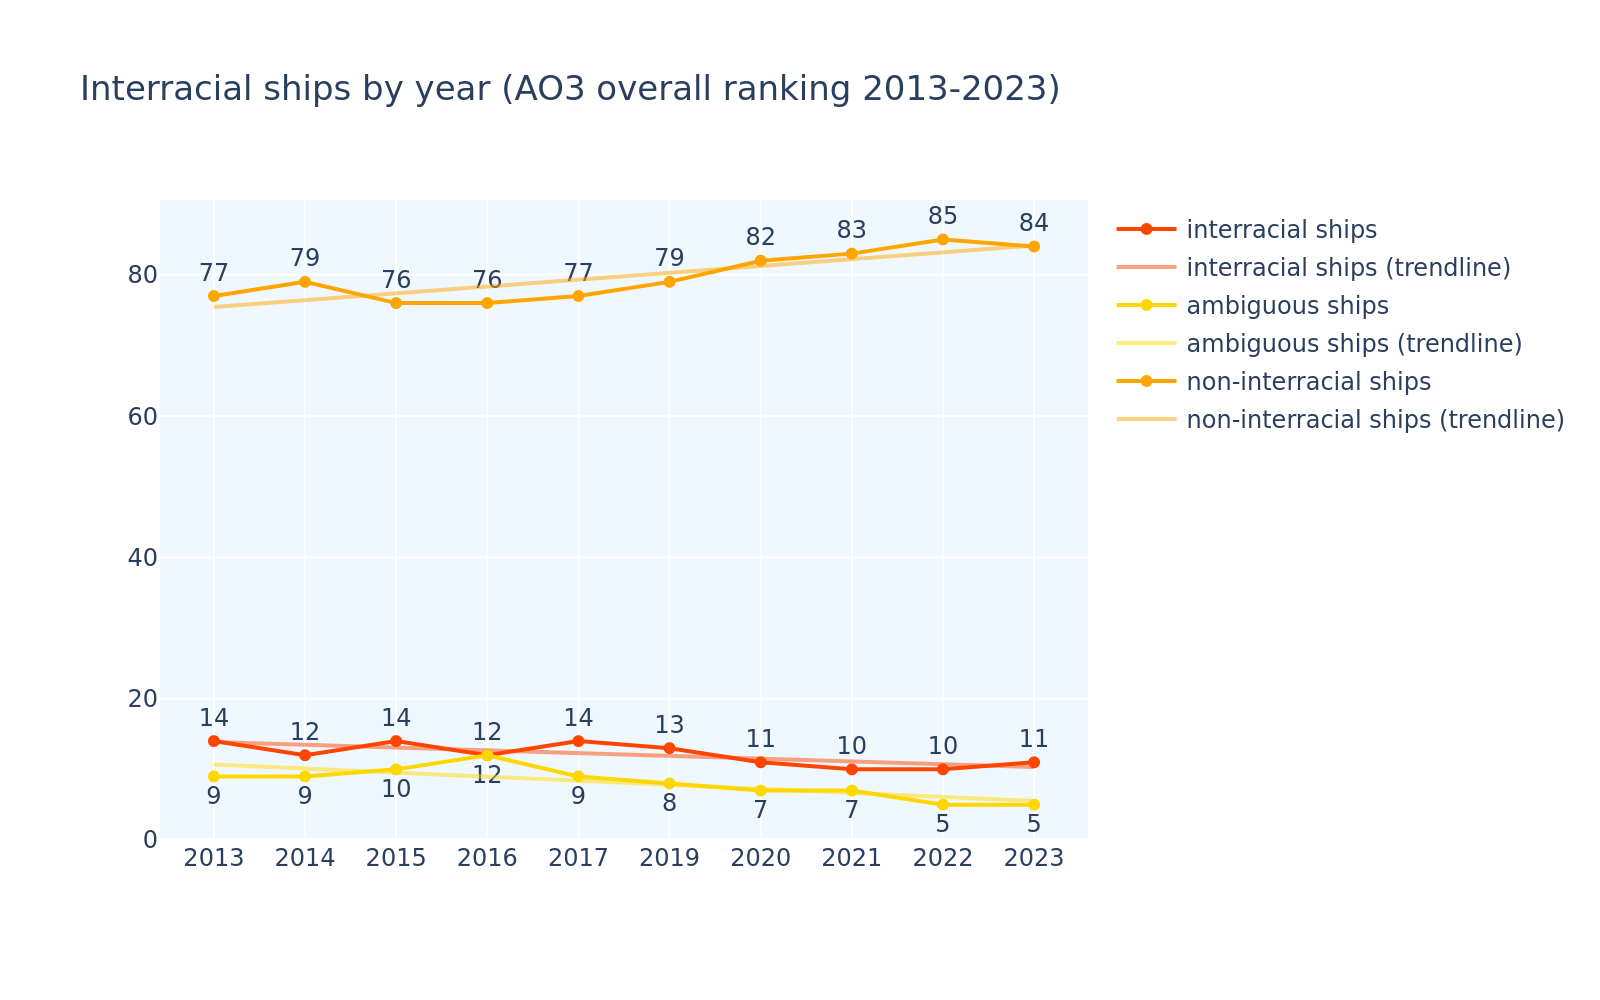 Interracial ships by year (AO3 overall ranking 2013-2023)
77 79 76 76 77 79 82 83 85 84
80
60
40
20
0
14 12 14 12 14 13 11 10 10 11
9 9 10 12 9 8 7 7 5 5
2013 2014 2015 2016 2017 2019 2020 2021 2022 2023
interracial ships
interracial ships (trendline)
ambiguous ships
ambiguous ships (trendline)
non-interracial ships
non-interracial ships (trendline)